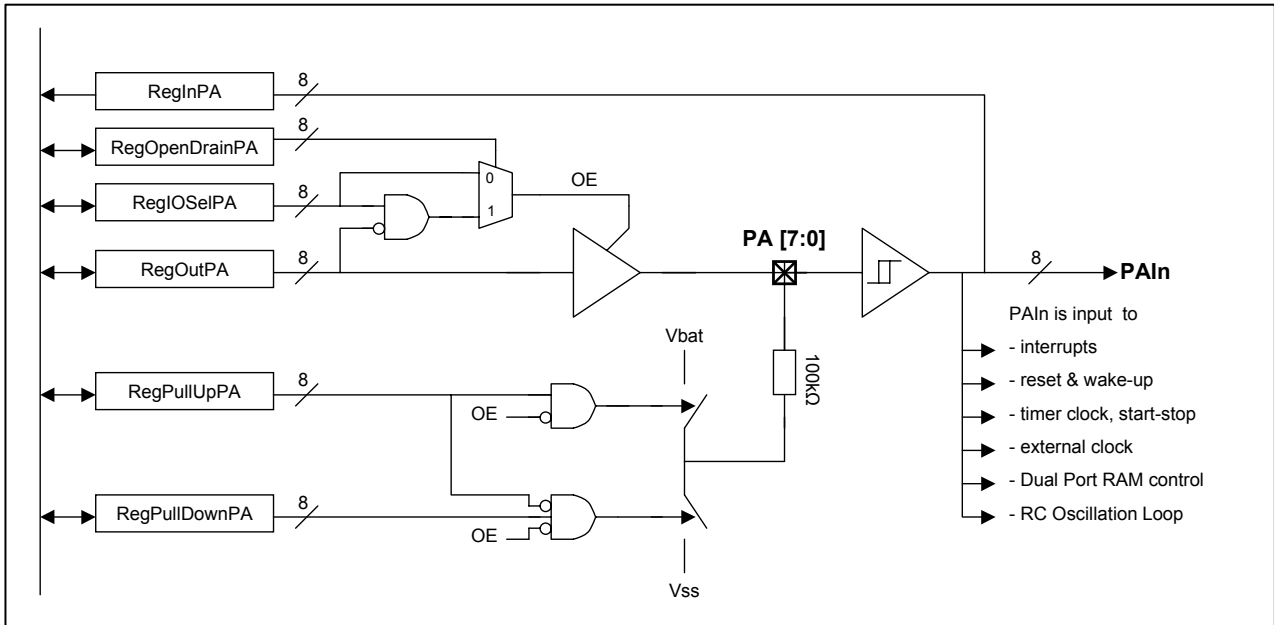 8
RegInPA
8
RegOpenDrainPA
8
RegIOSelPA
0
1
OE
8
RegOutPA
PA [7:0]
8
PAIn
PAIn is input to
- interrupts
- reset & wake-up
- timer clock, start-stop
- external clock
- Dual Port RAM control
- RC Oscillation Loop
Vbat
100kΩ
8
RegPullUpPA
OE
8
RegPullDownPA
OE
Vss